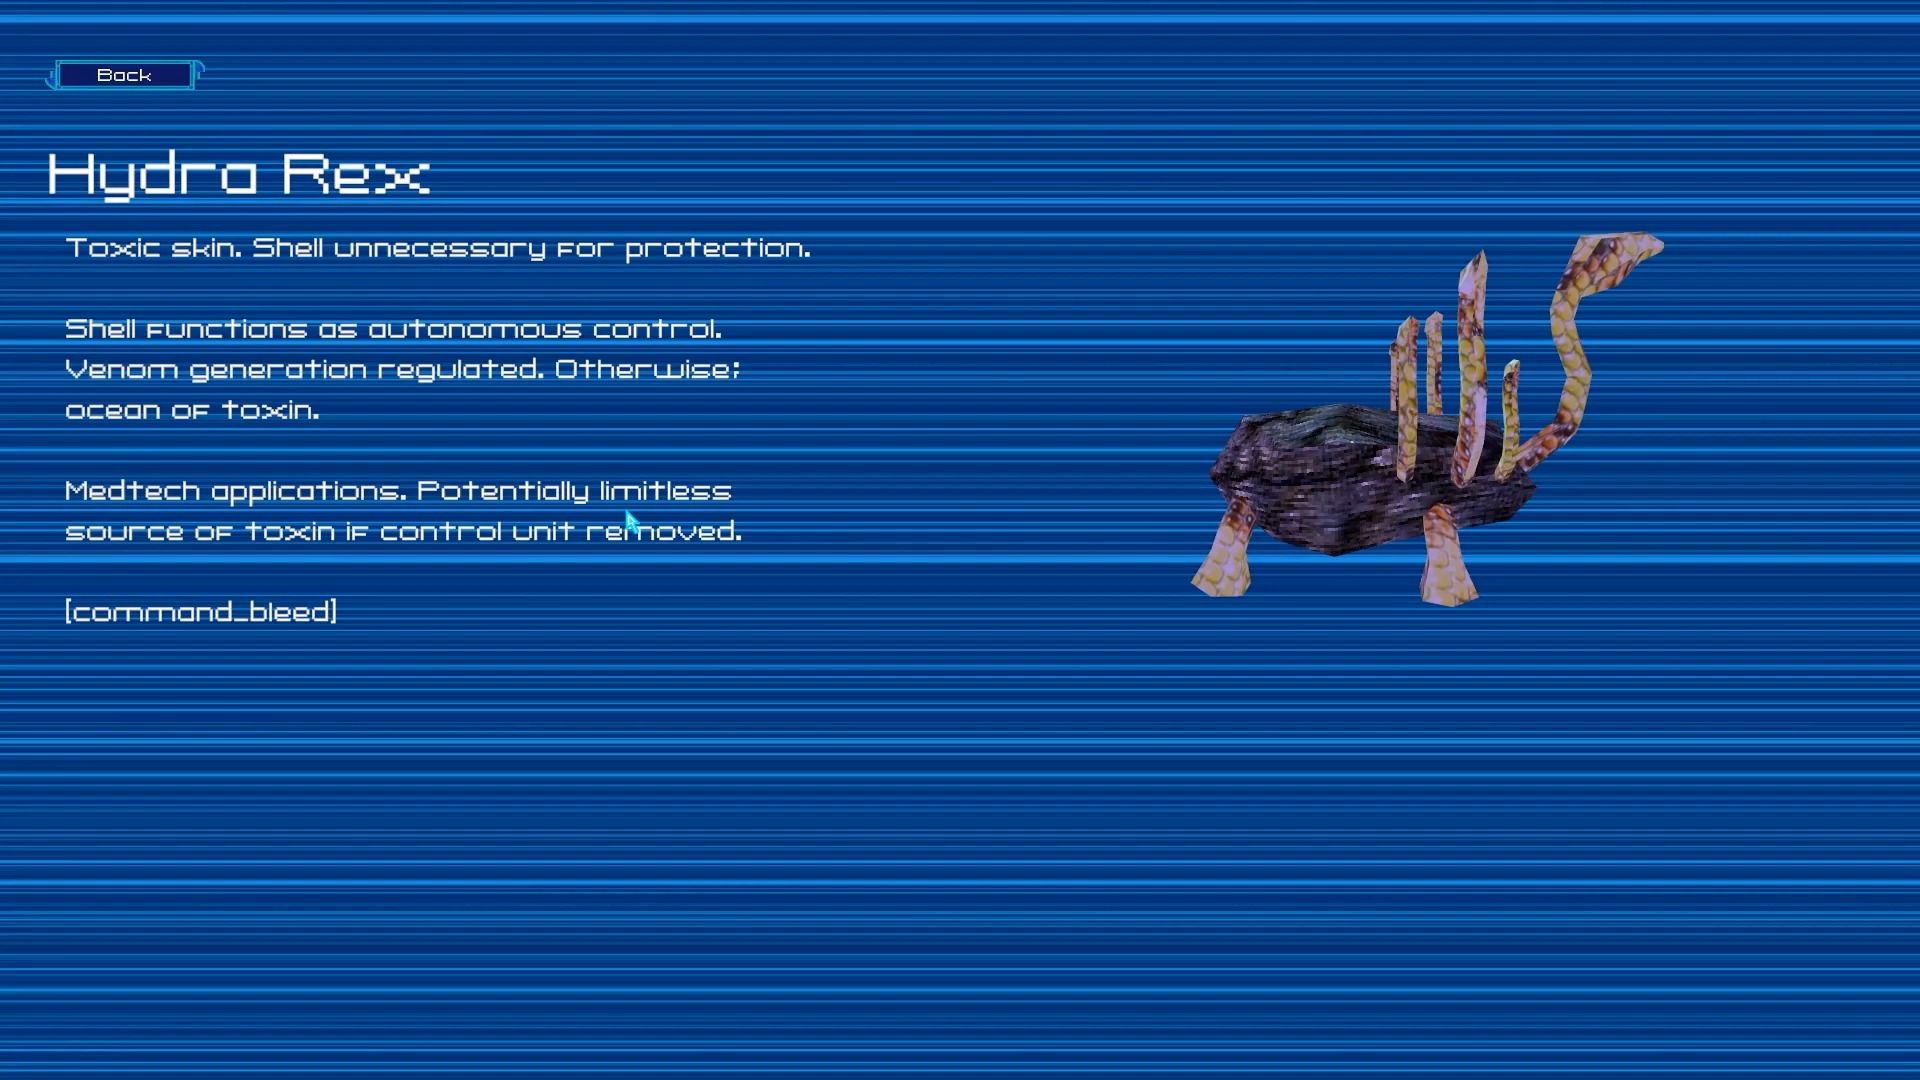 Back
Hydra Rex
Toxic skin. Shell unnecessary for protection.
Shell functions as autonomous control.
Venom generation regulated. Otherwise;
ocean of toxin.
Medtech applications. Potentially limitless
source of toxin if control unit removed.
[command_bleed]